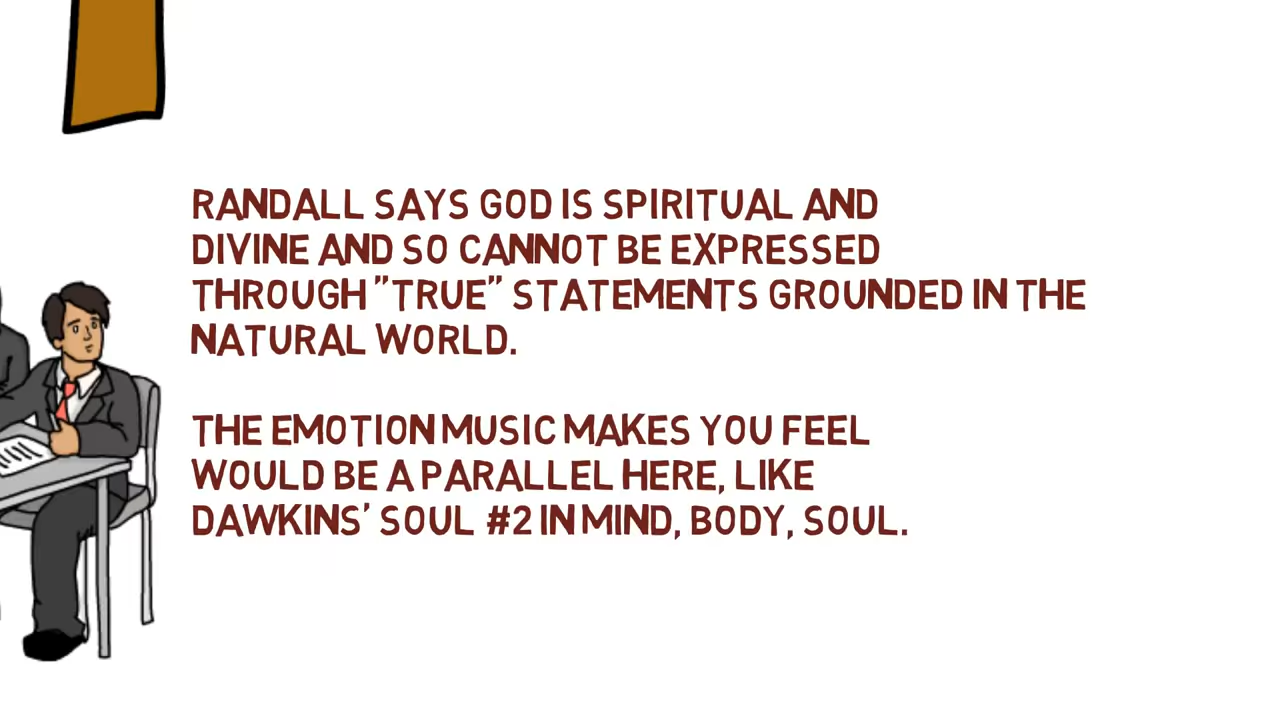 RANDALL SAYS GOD IS SPIRITUAL AND
DIVINE AND SO CANNOT BE EXPRESSED
THROUGH "TRUE" STATEMENTS GROUNDED IN THE
NATURAL WORLD.
THE EMOTION MUSIC MAKES YOU FEEL
WOULD BE A PARALLEL HERE, LIKE
DAWKINS' SOUL #2 IN MIND, BODY, SOUL.